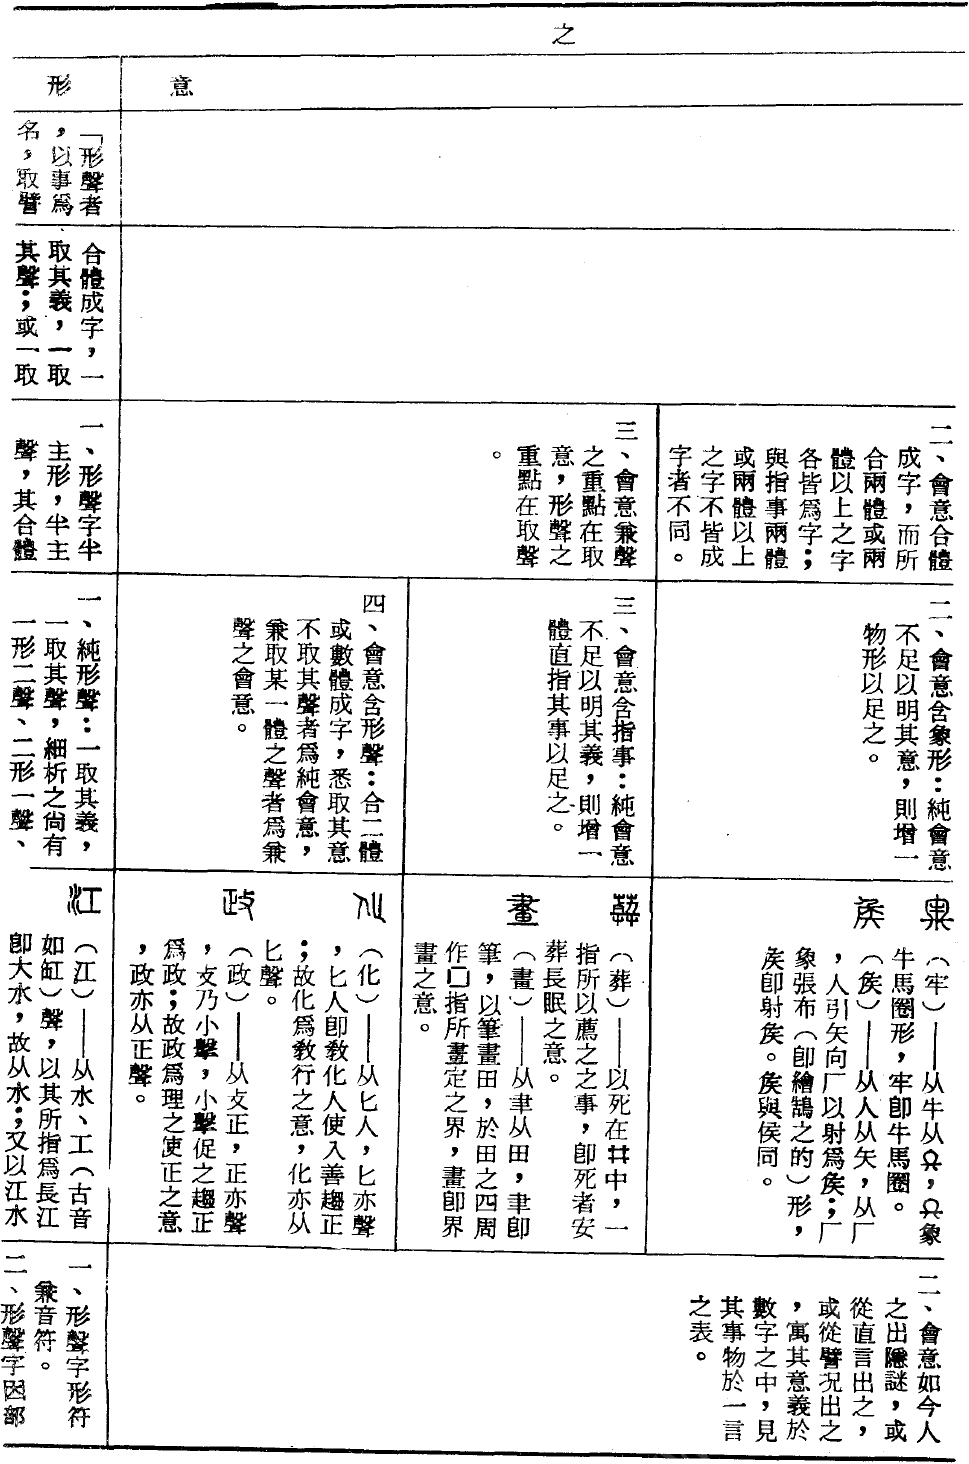 之
意
二、會意合體
成字，而所
合兩體或兩
體以上之字
各皆爲字；
與指事兩體
或兩體以上
之字不皆成
字者不同。
三、會意兼聲
之重點在取
意，形聲之
重點在取聲
。
二、會意含象形：純會意
不足以明其意，則增一
物形以足之。
三、會意含指事：純會意
不足以明其義，則增一
體直指其事以足之。
四、會意含形聲：合二體
或數體成字，悉取其意
不取其聲者爲純會意，
兼取某一體之聲者爲兼
聲之會意。
（牢）——从牛从，象
牛馬圈形，牢卽牛馬圈。
（矦）——从人从矢，从厂
，人引矢向厂以射爲矦；厂
象張布（卽繪鵠之的）形，
矦卽射矦。矦與侯同。
（葬）——以死在茻中，一
指所以薦之之事，卽死者安
葬長眠之意。
（畫）——从聿从田，聿卽
筆，以筆畫田，於田之四周
作囗指所畫定之界，畫卽界
畫之意。
（化）——从匕人，匕亦聲
，匕人卽敎化人使入善趨正
；故化爲敎行之意，化亦从
匕聲。
（政）——从攴正，正亦聲
，攴乃小擊，小擊促之趨正
爲政；故政爲理之使正之意
，政亦从正聲。
二、會意如今人
之出隱謎，或
從直言出之，
或從譬況出之
，寓其意義於
數字之中，見
其事物於一言
之表。
形
「形聲者
，以事爲
名，取譬
合體成字，一
取其義，一取
其聲；或一取
一、形聲字半
主形，半主
聲，其合體
一、純形聲：一取其義，
一取其聲，細析之尙有
一形二聲、二形一聲、
（江）——从水、工（古音
如缸）聲，以其所指爲長江
卽大水，故从水；又以江水
一、形聲字形符
兼音符。
二、形聲字因部